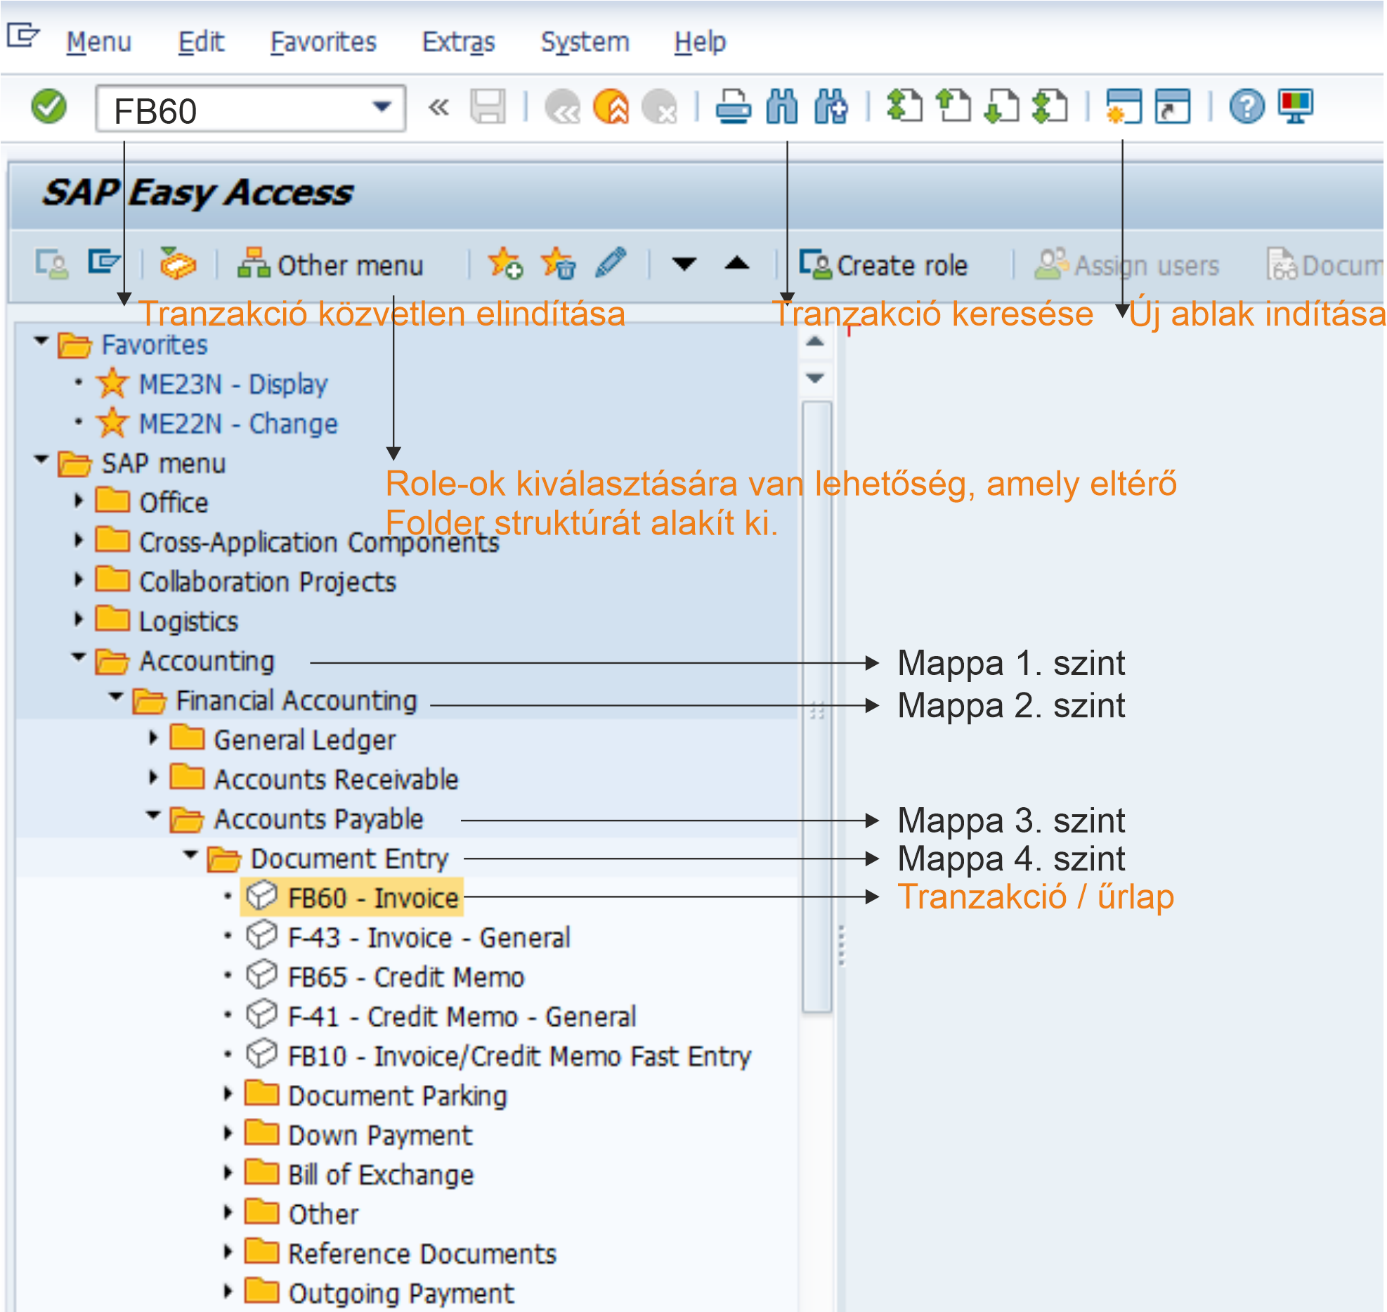 Menu Edit Favorites Extras System Help
FB60
SAP Easy Access
Other menu Create role Assign users Docum
Tranzakció közvetlen elindítása Tranzakció keresése Új ablak indítása
Favorites
ME23N - Display
ME22N - Change
SAP menu
Role-ok kiválasztására van lehetőség, amely eltérő
Office
Folder struktúrát alakít ki.
Cross-Application Components
Collaboration Projects
Logistics
Accounting Mappa 1. szint
Financial Accounting Mappa 2. szint
General Ledger
Accounts Receivable
Accounts Payable Mappa 3. szint
Document Entry Mappa 4. szint
FB60 - Invoice Tranzakció / űrlap
F-43 - Invoice - General
FB65 - Credit Memo
F-41 - Credit Memo - General
FB10 - Invoice/Credit Memo Fast Entry
Document Parking
Down Payment
Bill of Exchange
Other
Reference Documents
Outgoing Payment